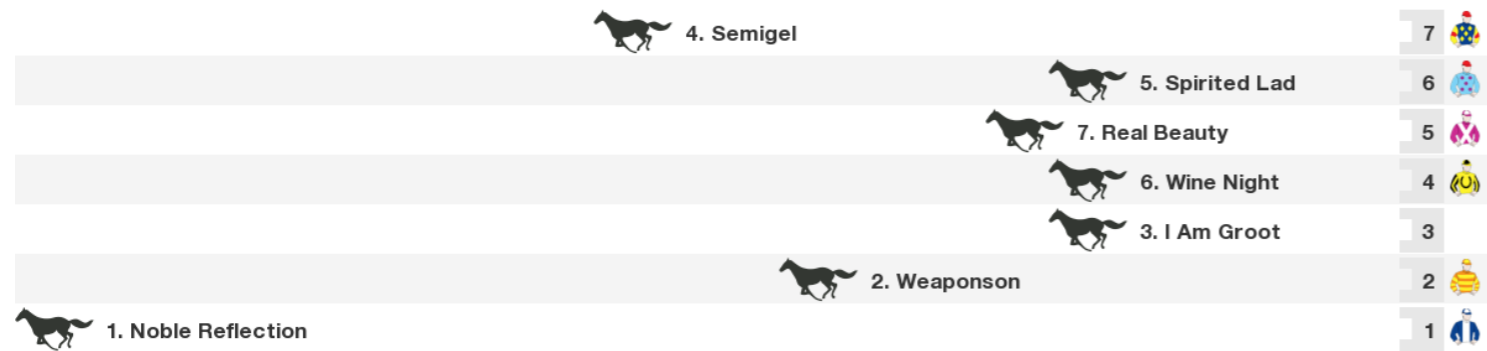 4. Semigel 7
5. Spirited Lad 6
7. Real Beauty 5
6. Wine Night 4
3. I Am Groot 3
2. Weaponson 2
1. Noble Reflection 1